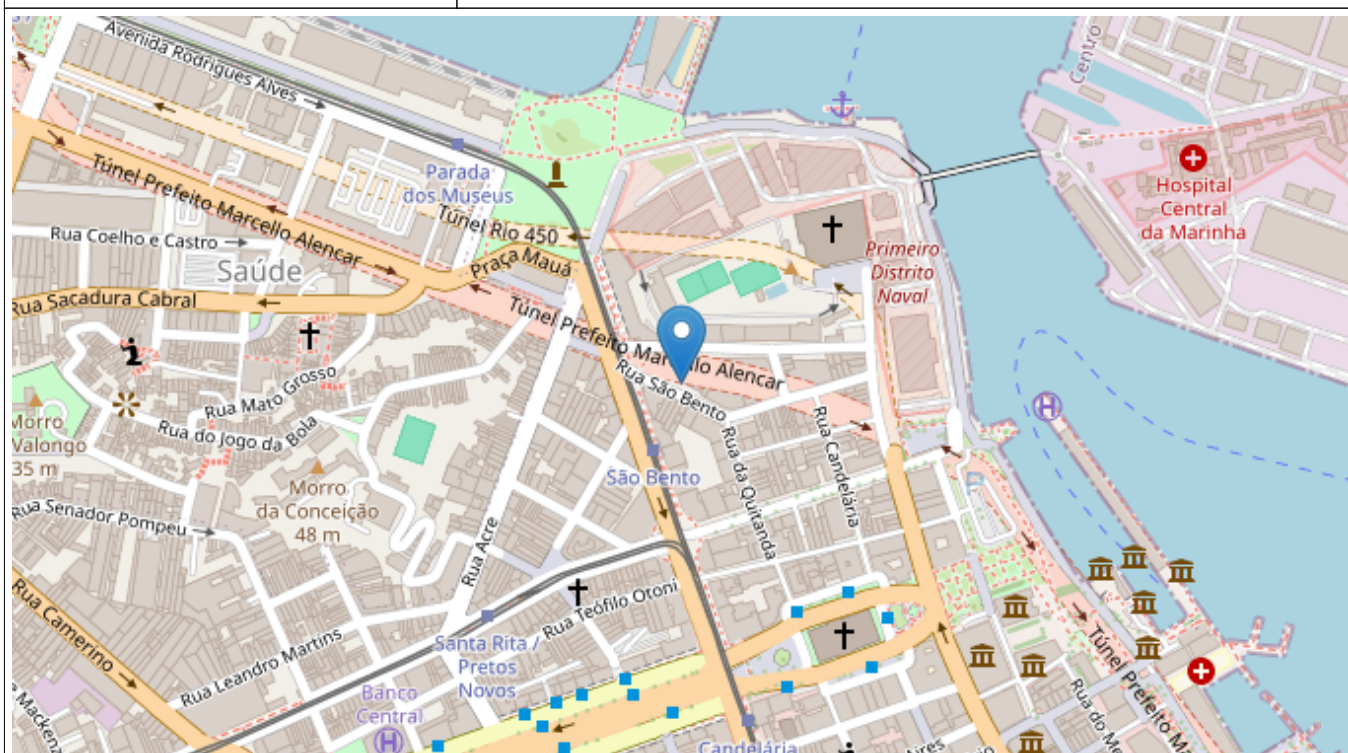 Avenida Rodrigues Alves
Centro
Túnel Prefeito Marcello Alencar
Parada
dos Museus
Hospital
Central
da Marinha
Túnel Rio 450
Rua Coelho e Castro
Praça Mauá
Primeiro
Distrito
Naval
Saúde
Rua Sacadura Cabral
Túnel Prefeito Marcello Alencar
Rua São Bento
Rua Mato Grosso
Rua do Jogo da Bola
Morro
Valongo
35 m
Rua da Quitanda
Rua Candelária
São Bento
Morro
da Conceição
48 m
Rua Senador Pompeu
Rua Acre
Rua Teófilo Otoni
Rua Camerino
Rua Leandro Martins
Santa Rita /
Pretos
Novos
Túnel Prefeito M
Rua do M
Banco
Central
H
H
Candelária
Aires